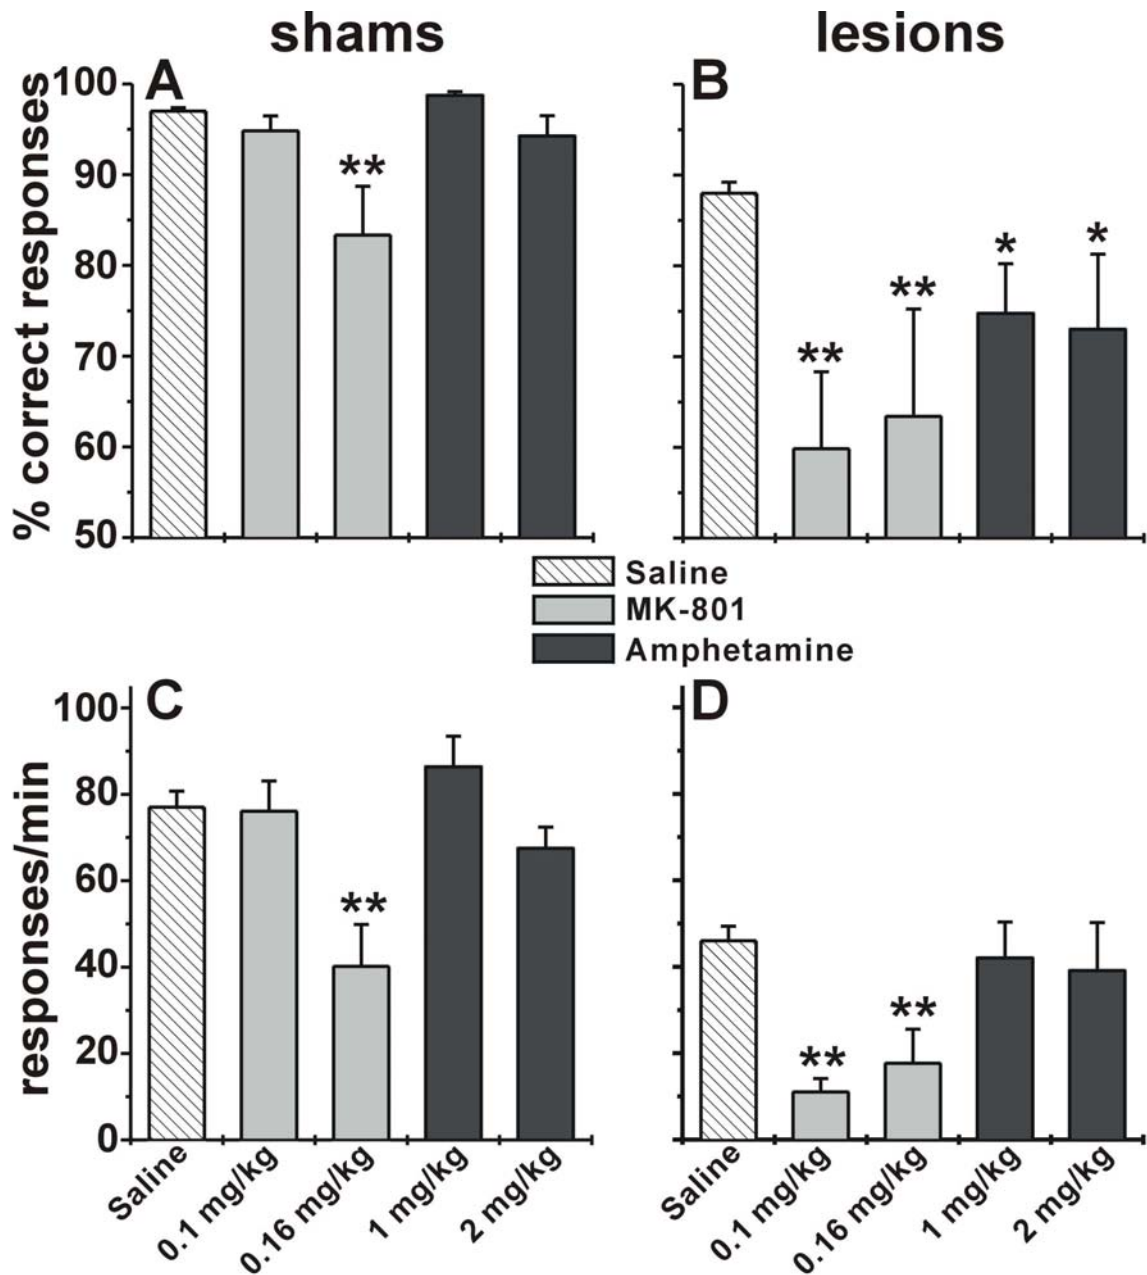 shams
lesions
A
B
% correct responses
100
90
80
70
60
50
**
**
**
*
*
Saline
MK-801
Amphetamine
C
D
responses/min
100
80
60
40
20
0
**
**
**
Saline
0.1 mg/kg
0.16 mg/kg
1 mg/kg
2 mg/kg
Saline
0.1 mg/kg
0.16 mg/kg
1 mg/kg
2 mg/kg